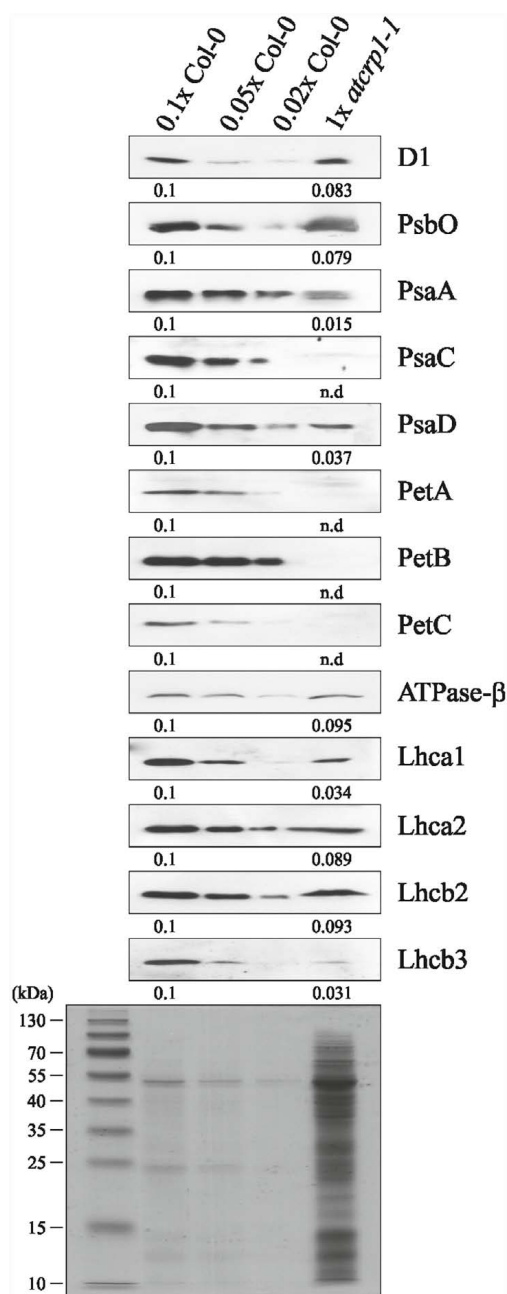 0.1x Col-0 0.05x Col-0 0.02x Col-0 1x atcrp1-1
D1
0.1 0.083
PsbO
0.1 0.079
PsaA
0.1 0.015
PsaC
0.1 n.d
PsaD
0.1 0.037
PetA
0.1 n.d
PetB
0.1 n.d
PetC
0.1 n.d
ATPase-β
0.1 0.095
Lhca1
0.1 0.034
Lhca2
0.1 0.089
Lhcb2
0.1 0.093
Lhcb3
(kDa) 0.1 0.031
130
70
55
40
35
25
15
10